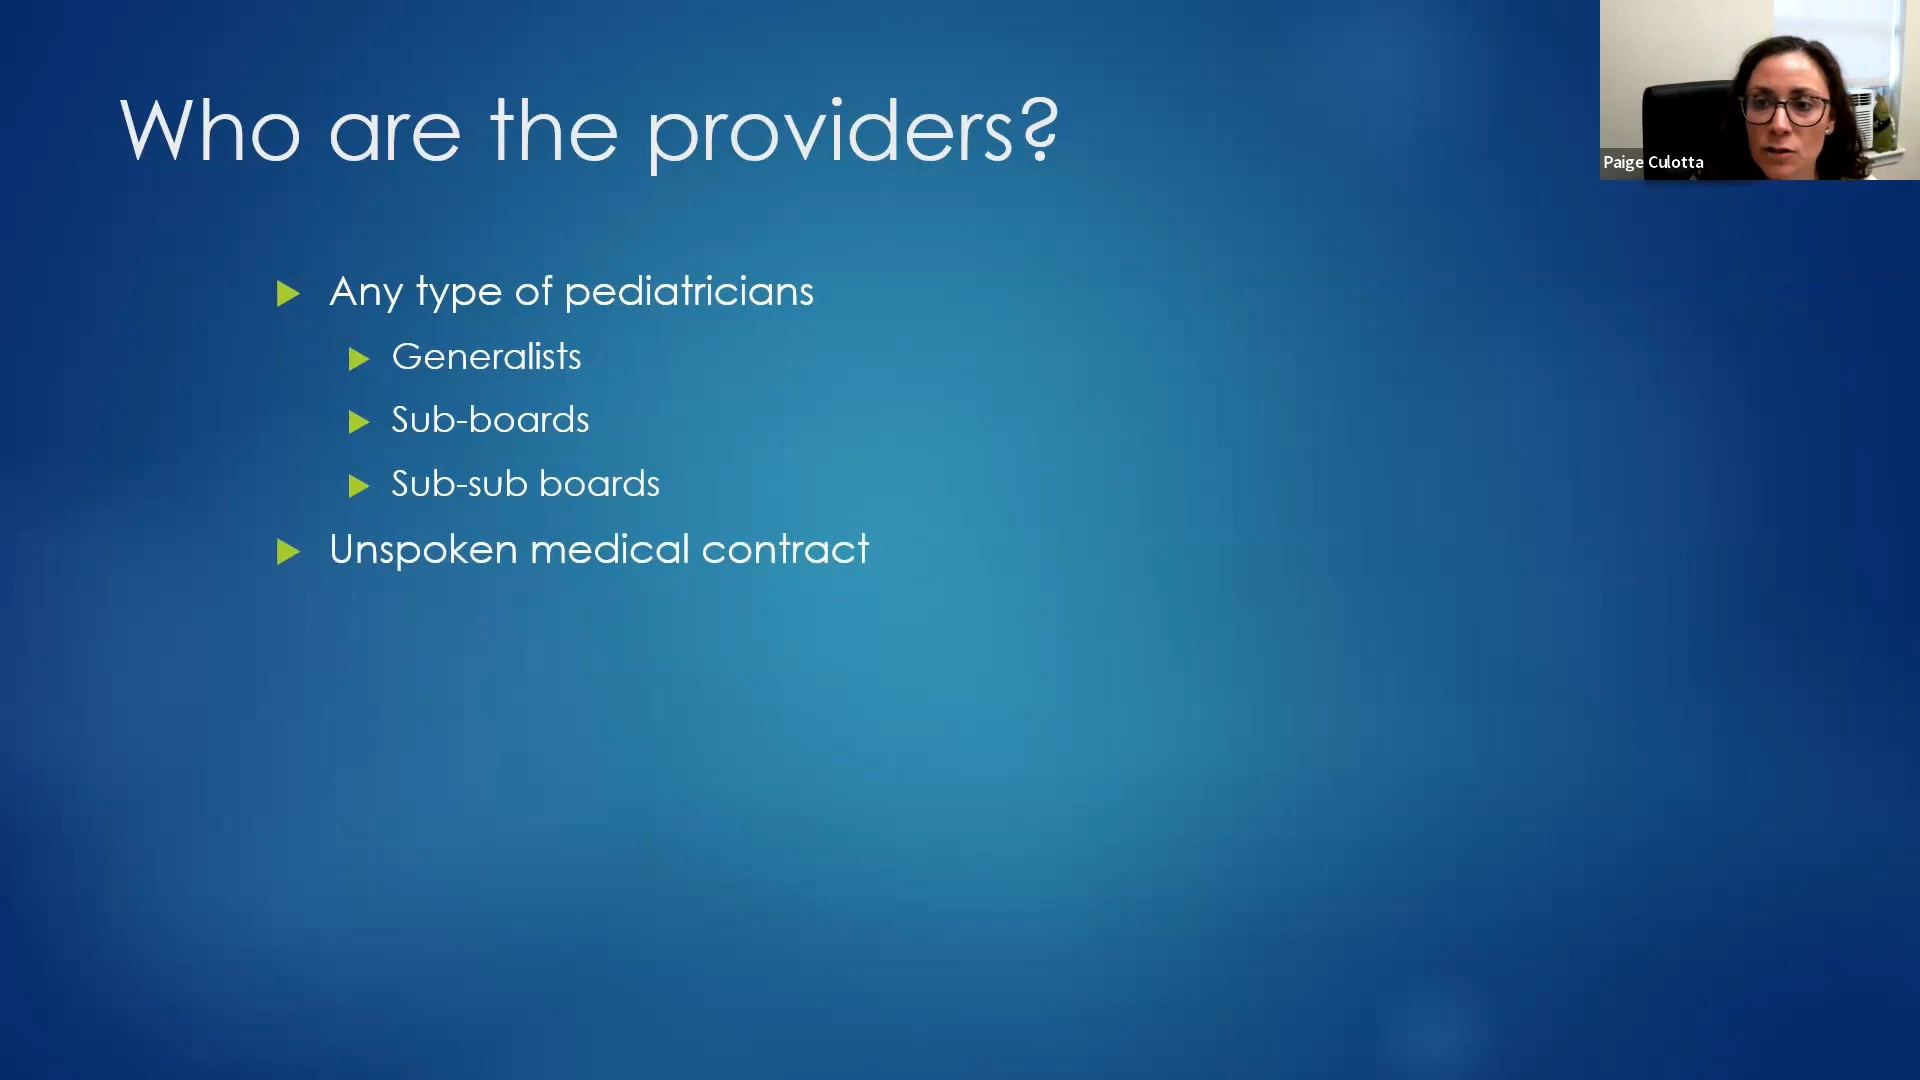 Who are the providers?
Paige Culotta
Any type of pediatricians
Generalists
Sub-boards
Sub-sub boards
Unspoken medical contract